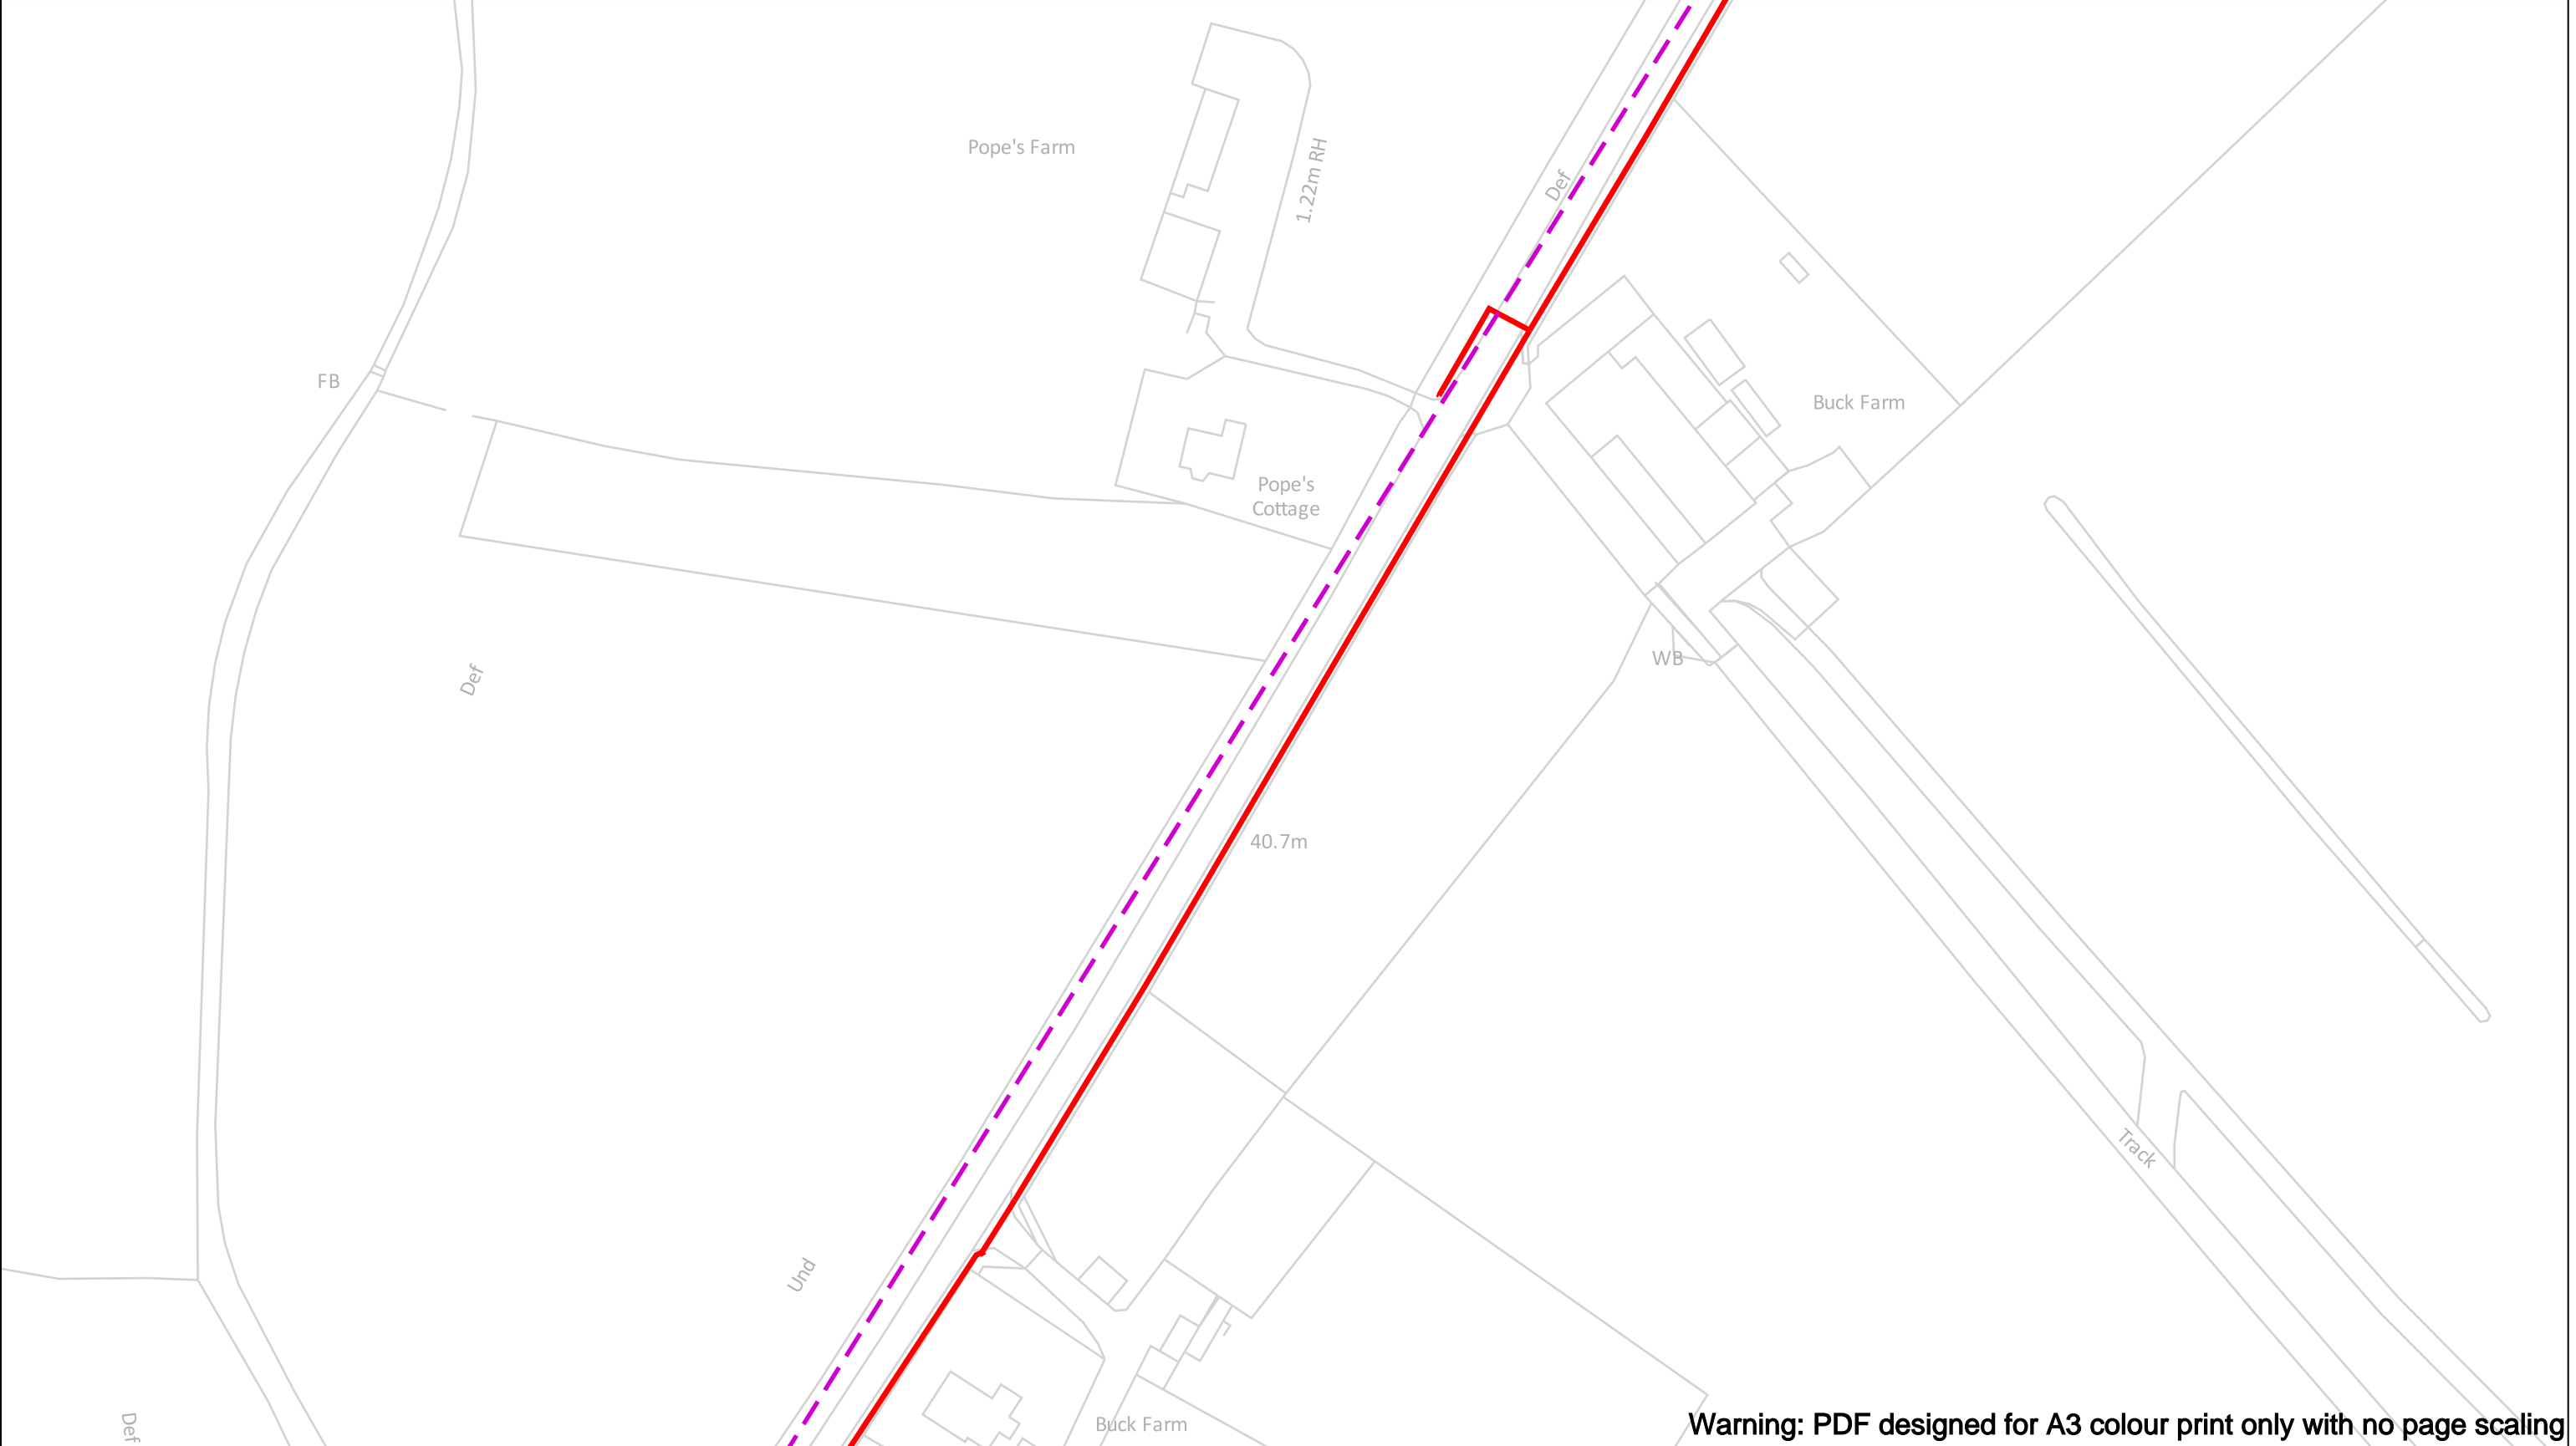 Pope's Farm
1.22m RH
Def
FB
Buck Farm
Pope's
Cottage
Def
WB
40.7m
Track
Und
Def
Buck Farm
Warning: PDF designed for A3 colour print only with no page scaling